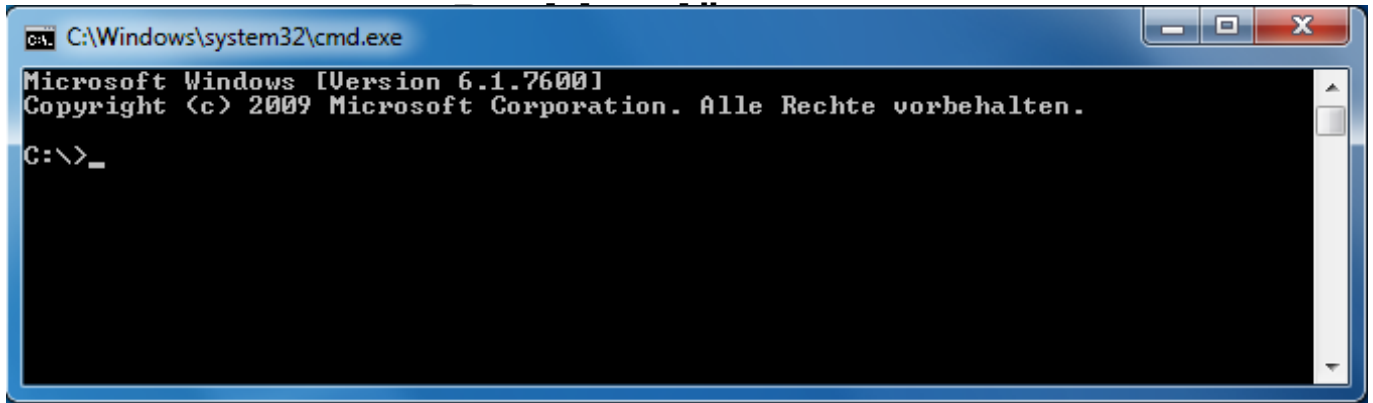 C:\Windows\system32\cmd.exe
Microsoft Windows [Version 6.1.7600]
Copyright (c) 2009 Microsoft Corporation. Alle Rechte vorbehalten.
C:\>_